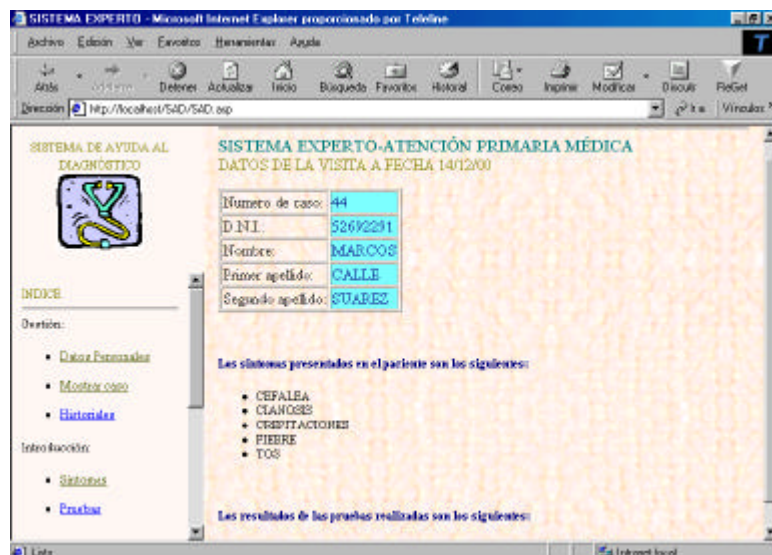 SISTEMA EXPERTO - Microsoft Internet Explorer proporcionado por Teleline
Archivo Edición Ver Favoritos Herramientas Ayuda
Atrás Adelante Detener Actualizar Inicio Búsqueda Favoritos Historial Correo Imprimir Modificar Discutir ReGet
Dirección http://localhost/SAD/SAD.asp Ir a Vínculos
SISTEMA DE AYUDA AL
DIAGNÓSTICO
INDICE
Gestión:
Datos Personales
Mostrar caso
Historiales
Introducción:
Síntomas
Pruebas
SISTEMA EXPERTO-ATENCIÓN PRIMARIA MÉDICA
DATOS DE LA VISITA A FECHA 14/12/00
Numero de caso: 44
D.N.I.: 52692291
Nombre: MARCOS
Primer apellido: CALLE
Segundo apellido: SUAREZ
Los síntomas presentados en el paciente son los siguientes:
CEFALEA
CIANOSIS
CREPITACIONES
FIEBRE
TOS
Los resultados de las pruebas realizadas son los siguientes:
Listo Intranet local